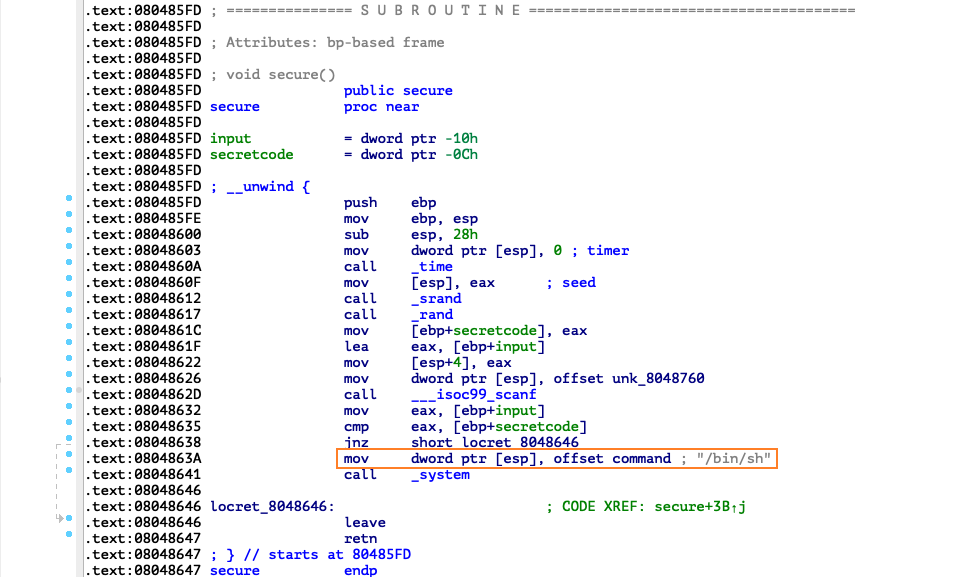 .text:080485FD ; =============== S U B R O U T I N E =======================================
.text:080485FD
.text:080485FD ; Attributes: bp-based frame
.text:080485FD
.text:080485FD ; void secure()
.text:080485FD public secure
.text:080485FD secure proc near
.text:080485FD
.text:080485FD input = dword ptr -10h
.text:080485FD secretcode = dword ptr -0Ch
.text:080485FD
.text:080485FD ; __unwind {
.text:080485FD push ebp
.text:080485FE mov ebp, esp
.text:08048600 sub esp, 28h
.text:08048603 mov dword ptr [esp], 0 ; timer
.text:0804860A call _time
.text:0804860F mov [esp], eax ; seed
.text:08048612 call _srand
.text:08048617 call _rand
.text:0804861C mov [ebp+secretcode], eax
.text:0804861F lea eax, [ebp+input]
.text:08048622 mov [esp+4], eax
.text:08048626 mov dword ptr [esp], offset unk_8048760
.text:0804862D call ___isoc99_scanf
.text:08048632 mov eax, [ebp+input]
.text:08048635 cmp eax, [ebp+secretcode]
.text:08048638 jnz short locret_8048646
.text:0804863A mov dword ptr [esp], offset command ; "/bin/sh"
.text:08048641 call _system
.text:08048646
.text:08048646 locret_8048646: ; CODE XREF: secure+3B↑j
.text:08048646 leave
.text:08048647 retn
.text:08048647 ; } // starts at 80485FD
.text:08048647 secure endp